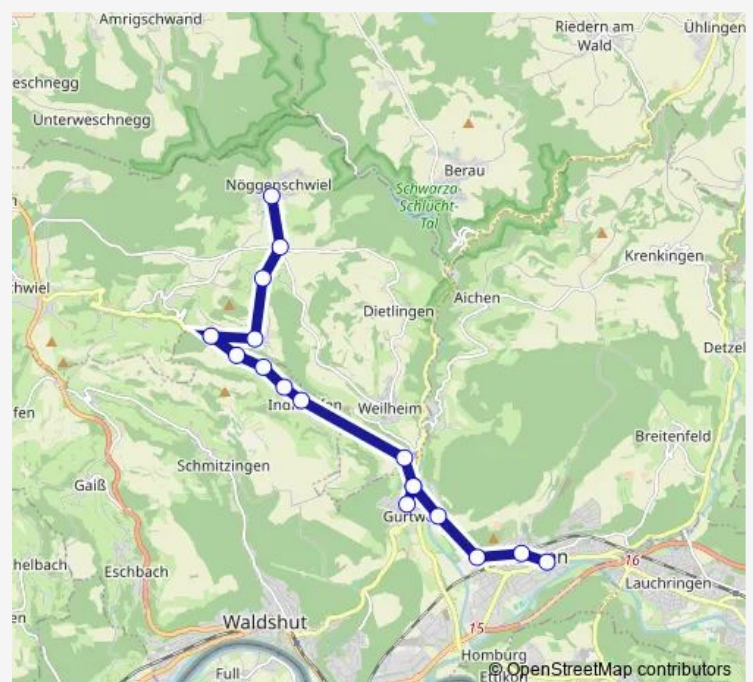 Amrigschwand
Riedern am
Wald
Ühlingen
eschnegg
Unterweschnegg
Berau
Nöggenschwiel
Schwarza-
Schlücht-
Tal
Krenkingen
chwiel
Aichen
Dietlingen
Detzel
fen
Weilheim
Breitenfeld
Schmitzingen
Gaiß
Gurtw
helbach
Eschbach
16
Lauchringen
Waldshut
15
Homburg
Full
© OpenStreetMap contributors